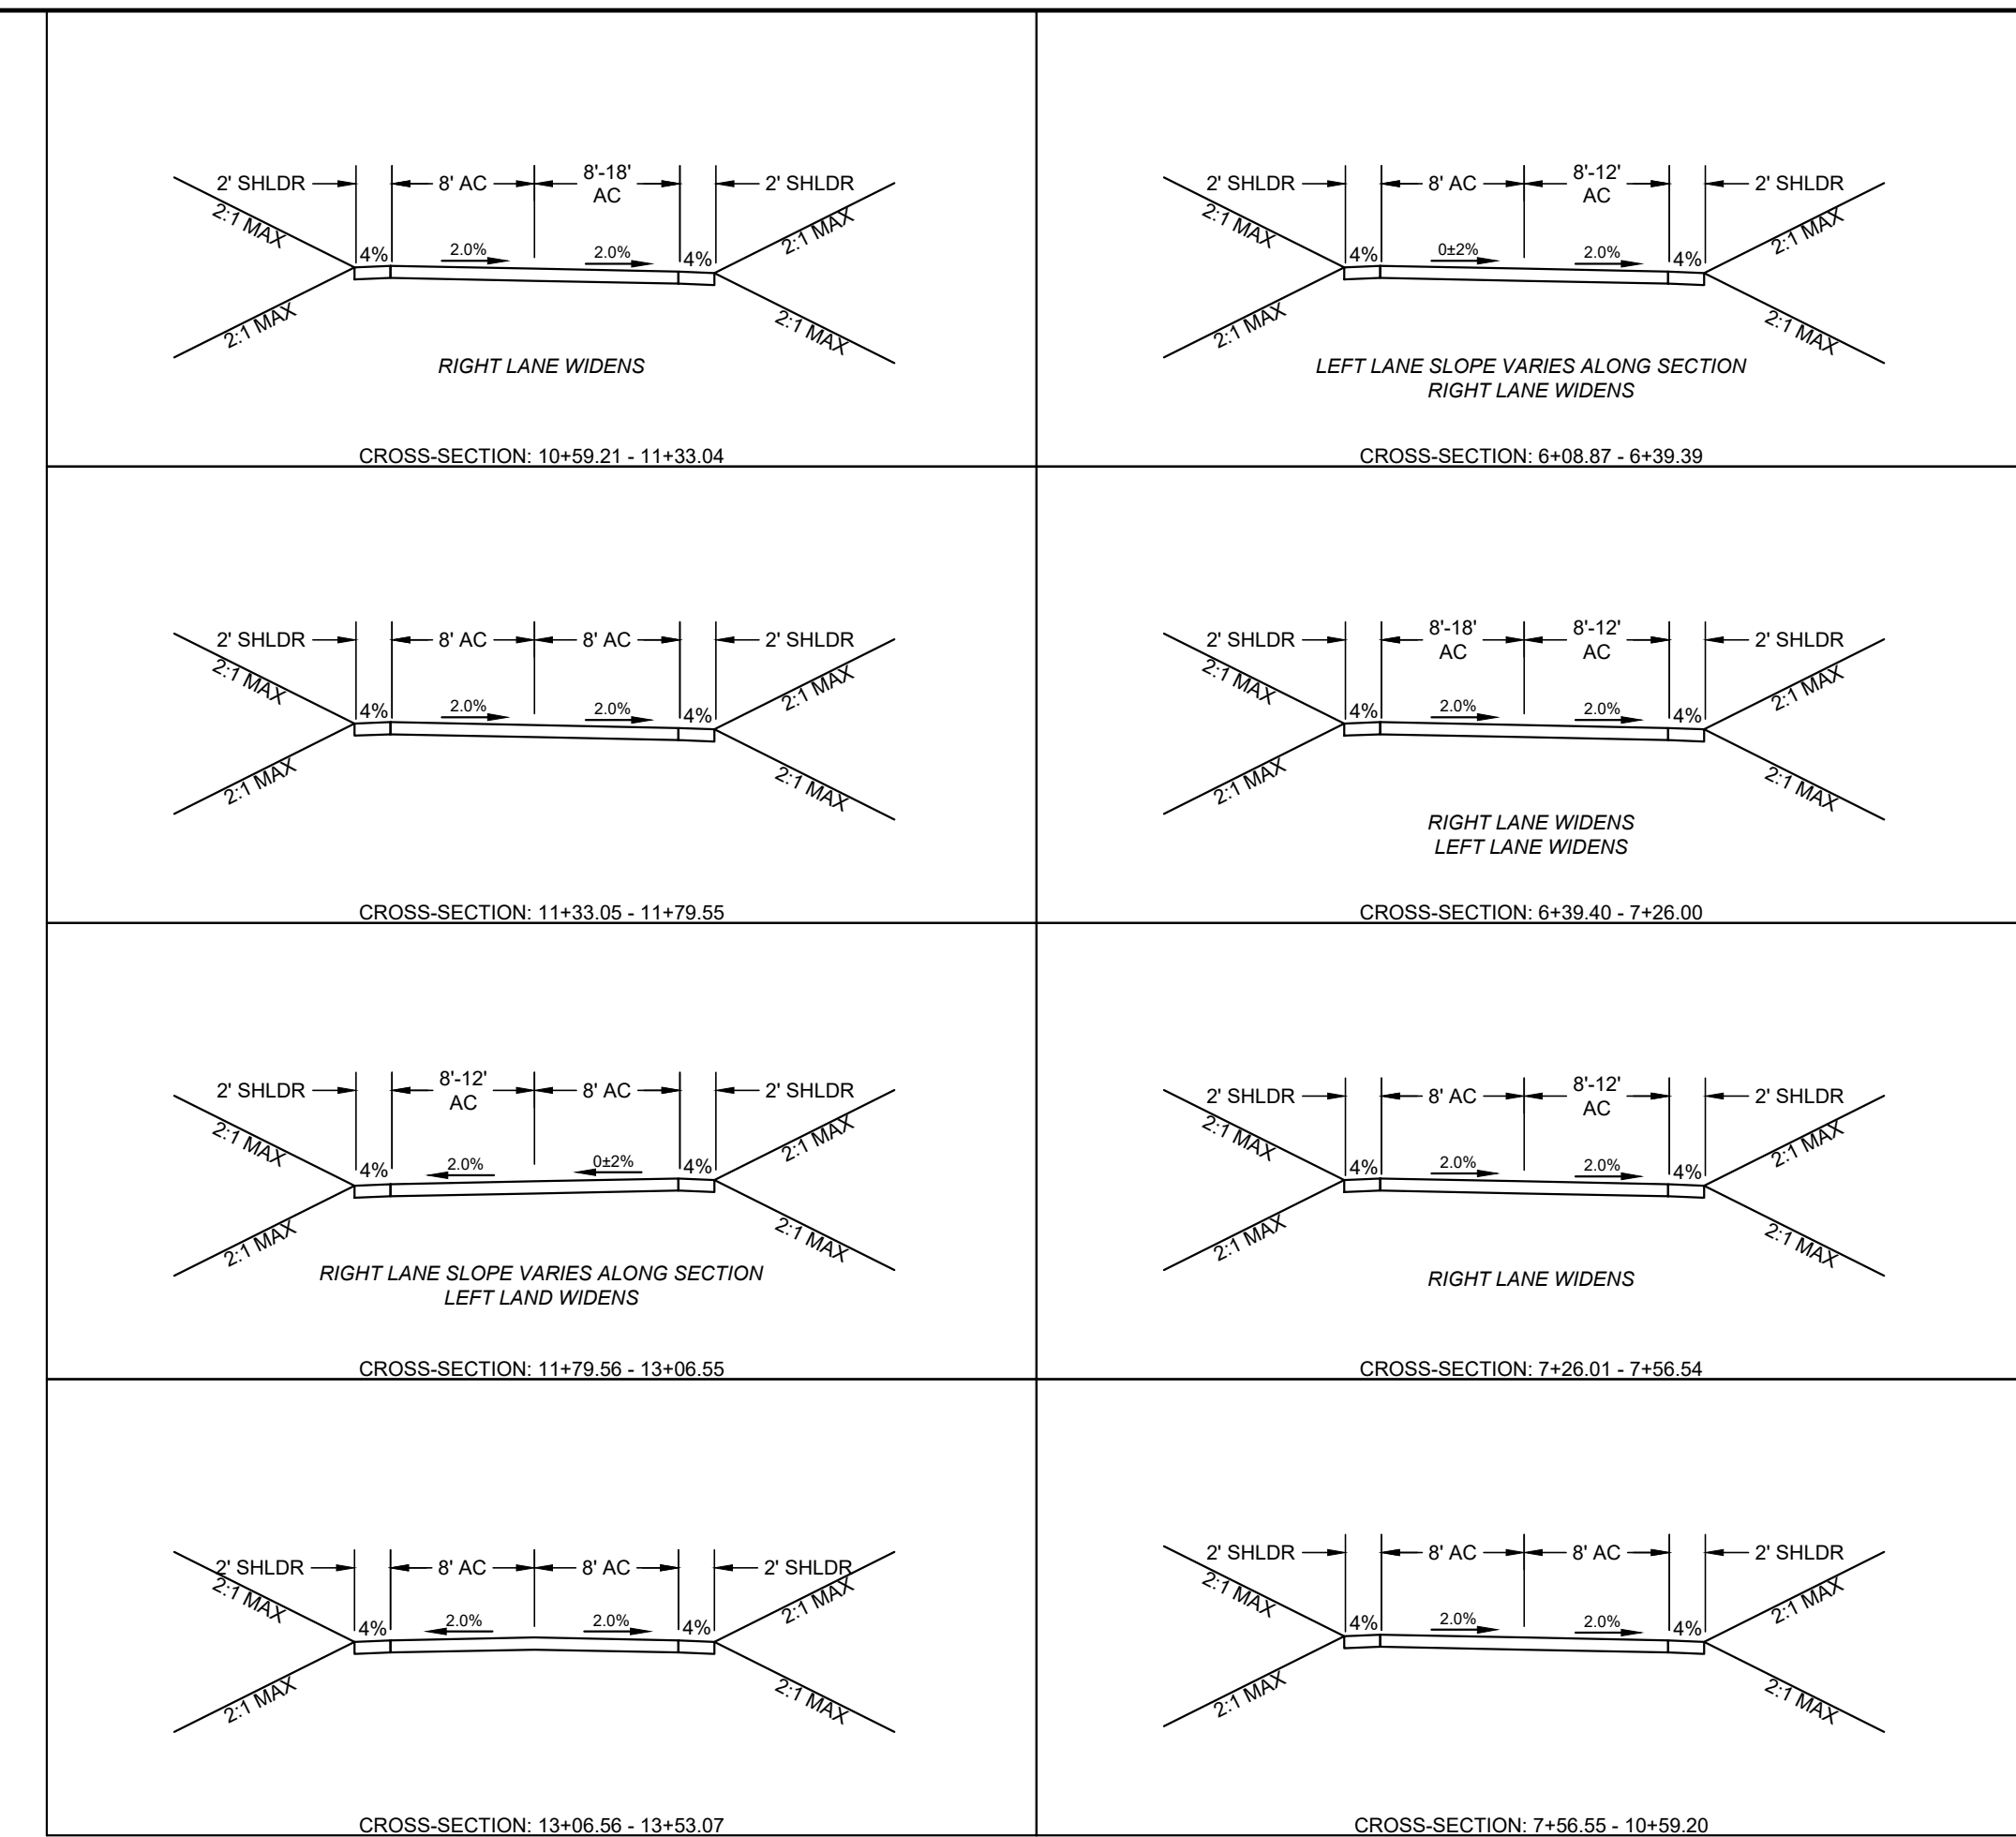 2' SHLDR 8' AC 8'-18' AC 2' SHLDR
2:1 MAX 2:1 MAX
4% 2.0% 2.0% 4%
2:1 MAX 2:1 MAX
RIGHT LANE WIDENS
CROSS-SECTION: 10+59.21 - 11+33.04
2' SHLDR 8' AC 8'-12' AC 2' SHLDR
2:1 MAX 2:1 MAX
4% 0±2% 2.0% 4%
2:1 MAX 2:1 MAX
LEFT LANE SLOPE VARIES ALONG SECTION
RIGHT LANE WIDENS
CROSS-SECTION: 6+08.87 - 6+39.39
2' SHLDR 8' AC 8' AC 2' SHLDR
2:1 MAX 2:1 MAX
4% 2.0% 2.0% 4%
2:1 MAX 2:1 MAX
CROSS-SECTION: 11+33.05 - 11+79.55
2' SHLDR 8'-18' AC 8'-12' AC 2' SHLDR
2:1 MAX 2:1 MAX
4% 2.0% 2.0% 4%
2:1 MAX 2:1 MAX
RIGHT LANE WIDENS
LEFT LANE WIDENS
CROSS-SECTION: 6+39.40 - 7+26.00
2' SHLDR 8'-12' AC 8' AC 2' SHLDR
2:1 MAX 2:1 MAX
4% 2.0% 0±2% 4%
2:1 MAX 2:1 MAX
RIGHT LANE SLOPE VARIES ALONG SECTION
LEFT LAND WIDENS
CROSS-SECTION: 11+79.56 - 13+06.55
2' SHLDR 8' AC 8'-12' AC 2' SHLDR
2:1 MAX 2:1 MAX
4% 2.0% 2.0% 4%
2:1 MAX 2:1 MAX
RIGHT LANE WIDENS
CROSS-SECTION: 7+26.01 - 7+56.54
2' SHLDR 8' AC 8' AC 2' SHLDR
2:1 MAX 2:1 MAX
4% 2.0% 2.0% 4%
2:1 MAX 2:1 MAX
CROSS-SECTION: 13+06.56 - 13+53.07
2' SHLDR 8' AC 8' AC 2' SHLDR
2:1 MAX 2:1 MAX
4% 2.0% 2.0% 4%
2:1 MAX 2:1 MAX
CROSS-SECTION: 7+56.55 - 10+59.20